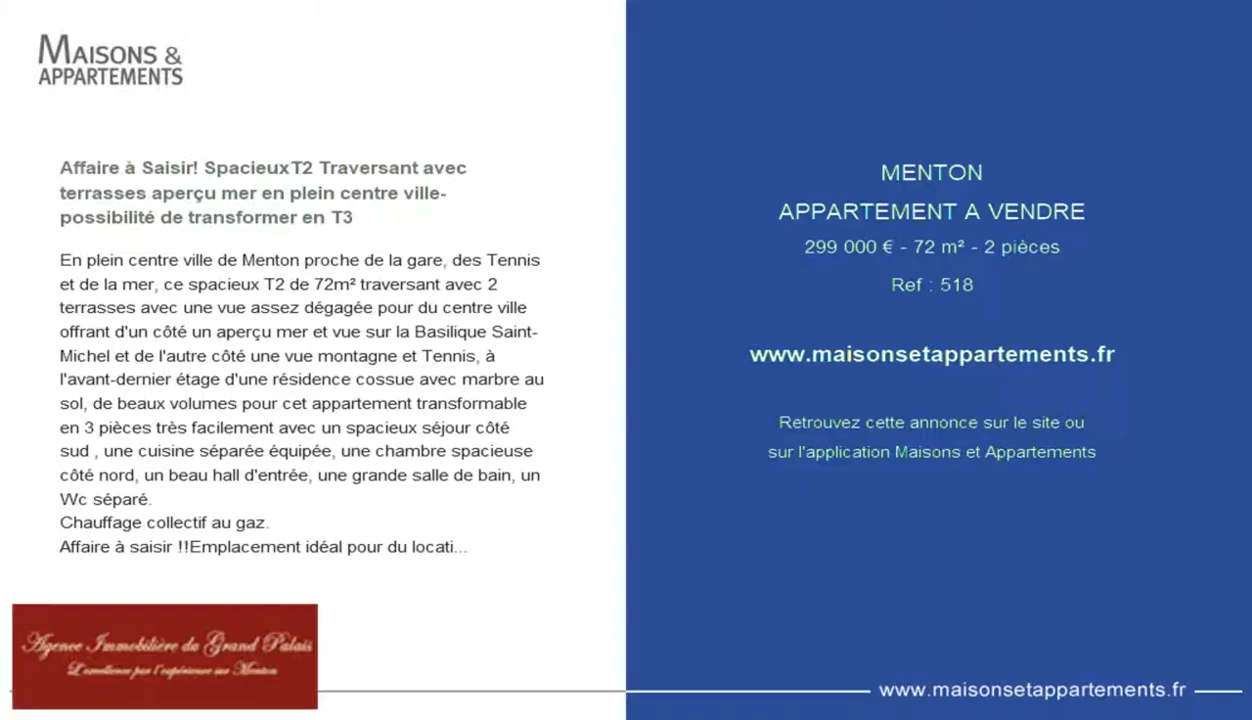 MAISONS &
APPARTEMENTS
Affaire à Saisir! Spacieux T2 Traversant avec
terrasses aperçu mer en plein centre ville-
possibilité de transformer en T3
En plein centre ville de Menton proche de la gare, des Tennis
et de la mer, ce spacieux T2 de 72m² traversant avec 2
terrasses avec une vue assez dégagée pour du centre ville
offrant d'un côté un aperçu mer et vue sur la Basilique Saint-
Michel et de l'autre côté une vue montagne et Tennis, à
l'avant-dernier étage d'une résidence cossue avec marbre au
sol, de beaux volumes pour cet appartement transformable
en 3 pièces très facilement avec un spacieux séjour côté
sud , une cuisine séparée équipée, une chambre spacieuse
côté nord, un beau hall d'entrée, une grande salle de bain, un
Wc séparé.
Chauffage collectif au gaz.
Affaire à saisir !!Emplacement idéal pour du locati...
Agence Immobilière du Grand Palais
L'excellence par l'expérience sur Menton
MENTON
APPARTEMENT A VENDRE
299 000 € - 72 m² - 2 pièces
Ref : 518
www.maisonsetappartements.fr
Retrouvez cette annonce sur le site ou
sur l'application Maisons et Appartements
www.maisonsetappartements.fr